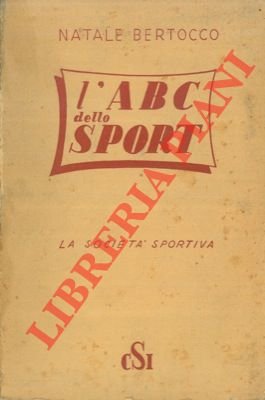 NATALE BERTOCCO
l'ABC
dello
SPORT
LA SOCIETA' SPORTIVA
CSI
LIBRERIA PIANI